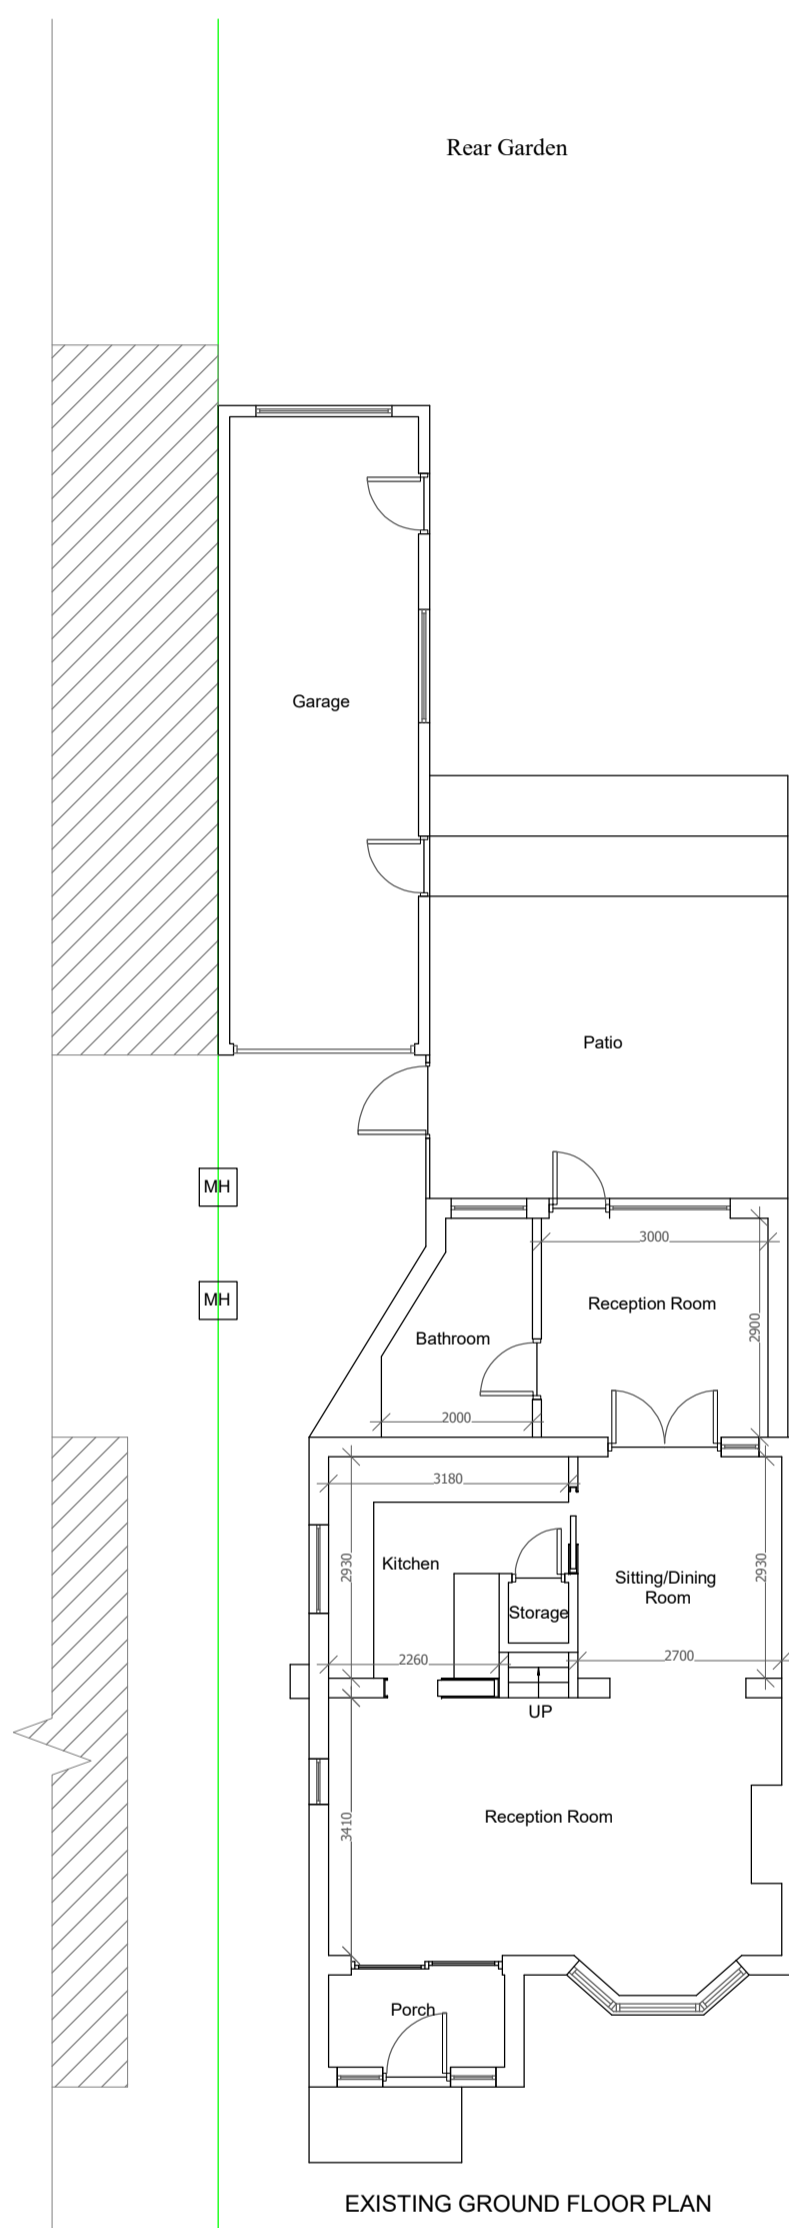 Rear Garden
Garage
Patio
MH
3000
MH
Reception Room
2900
Bathroom
2000
3180
Kitchen
2930
Sitting/Dining
Room
2930
Storage
2260
2700
UP
Reception Room
3410
Porch
EXISTING GROUND FLOOR PLAN